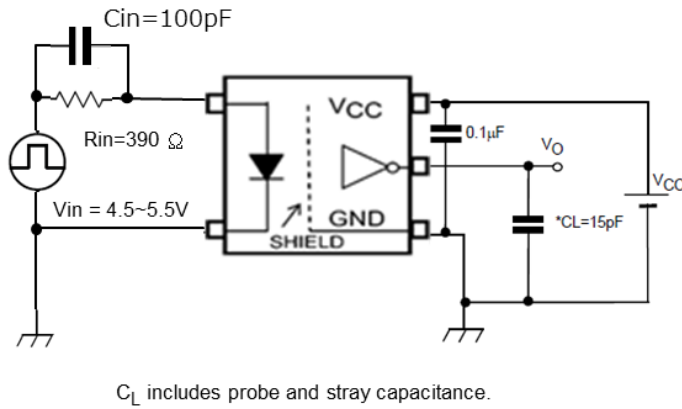 Cin=100pF
Rin=390 Ω
Vin = 4.5~5.5V
VCC
GND
SHIELD
0.1µF
VO
VCC
*CL=15pF
CL includes probe and stray capacitance.